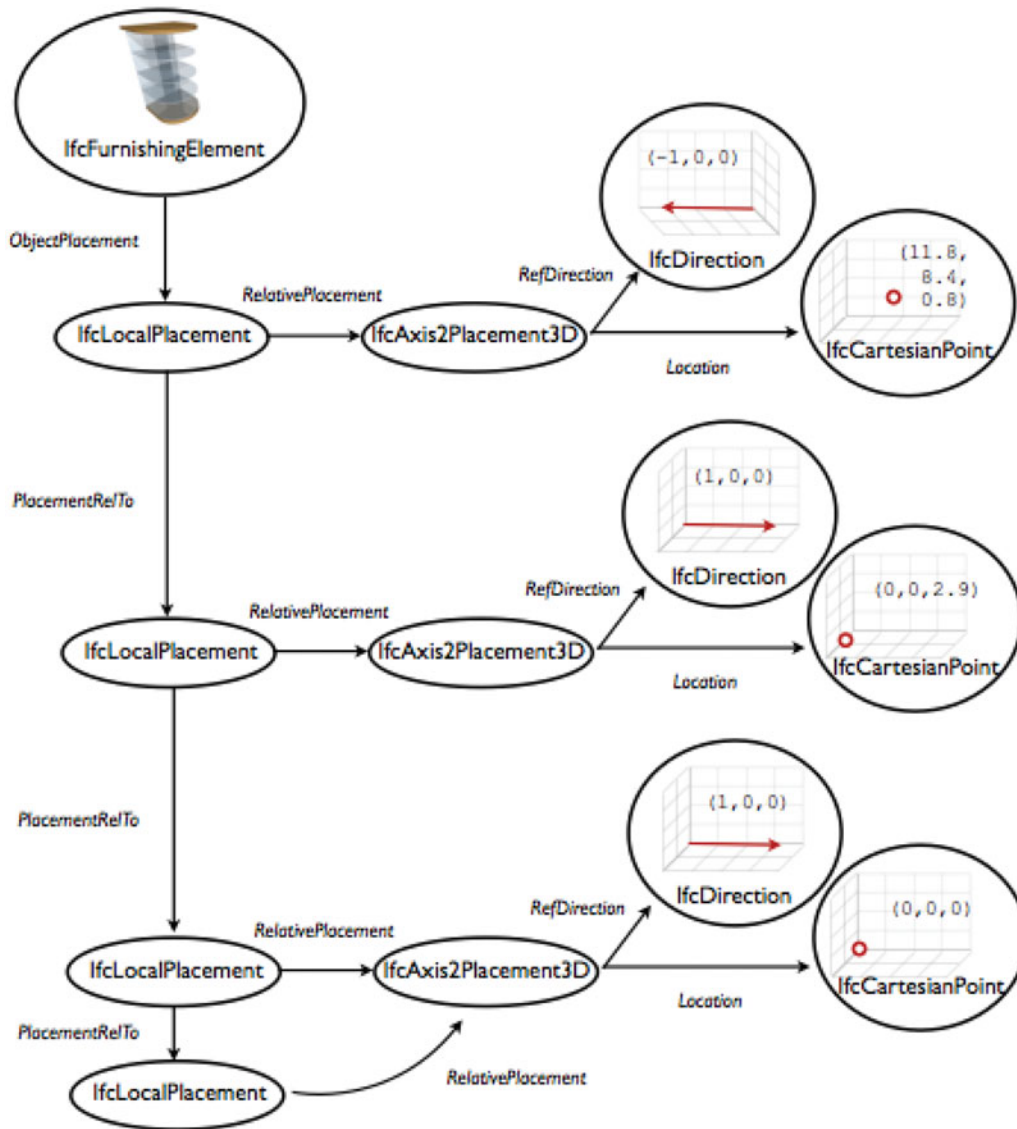 IfcFurnishingElement
ObjectPlacement
(-1,0,0)
IfcDirection
RefDirection
(11.8,
8.4,
0.8)
IfcCartesianPoint
RelativePlacement
IfcLocalPlacement
IfcAxis2Placement3D
Location
PlacementRelTo
(1,0,0)
IfcDirection
RefDirection
(0,0,2.9)
IfcCartesianPoint
RelativePlacement
IfcLocalPlacement
IfcAxis2Placement3D
Location
PlacementRelTo
(1,0,0)
IfcDirection
RefDirection
(0,0,0)
IfcCartesianPoint
RelativePlacement
IfcLocalPlacement
IfcAxis2Placement3D
Location
PlacementRelTo
IfcLocalPlacement
RelativePlacement